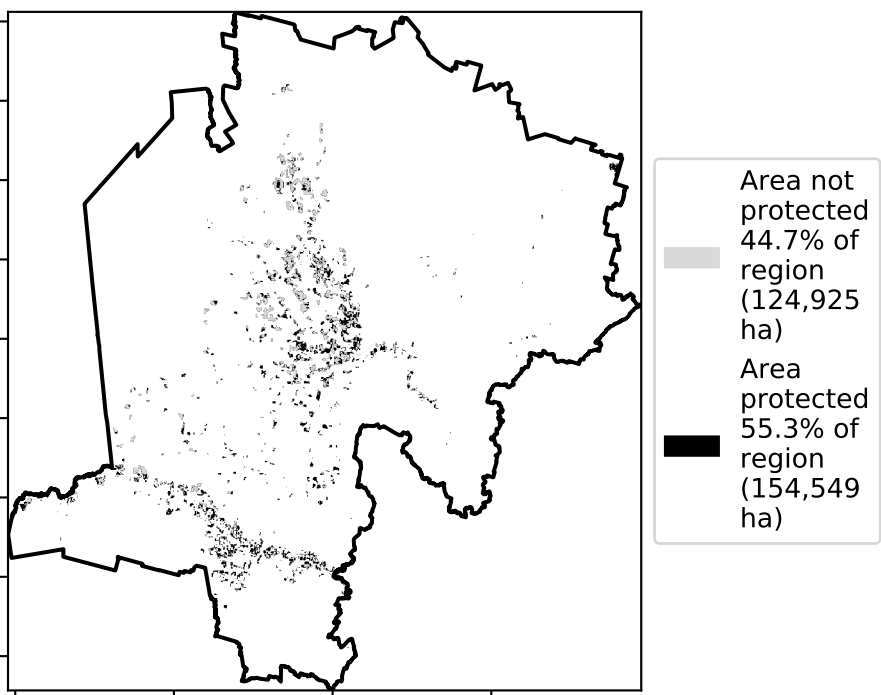 Area not
protected
44.7% of
region
(124,925
ha)
Area
protected
55.3% of
region
(154,549
ha)